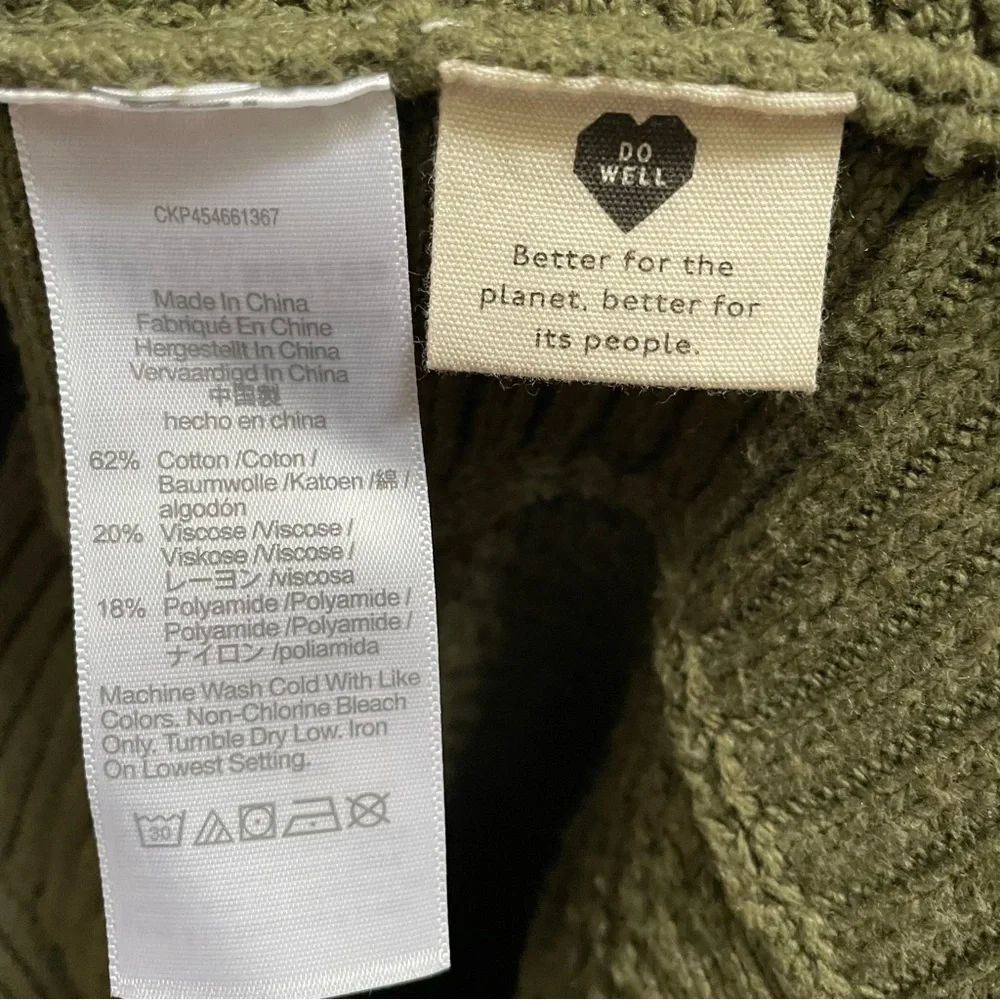 CKP454661367
Made In China
Fabriqué En Chine
Hergestellt In China
Vervaardigd In China
中国製
hecho en china
62% Cotton /Coton /
Baumwolle /Katoen /綿 /
algodón
20% Viscose /Viscose /
Viskose /Viscose /
レーヨン /viscosa
18% Polyamide /Polyamide /
Polyamide /Polyamide /
ナイロン /poliamida
Machine Wash Cold With Like
Colors. Non-Chlorine Bleach
Only. Tumble Dry Low. Iron
On Lowest Setting.
30
DO
WELL
Better for the
planet, better for
its people.